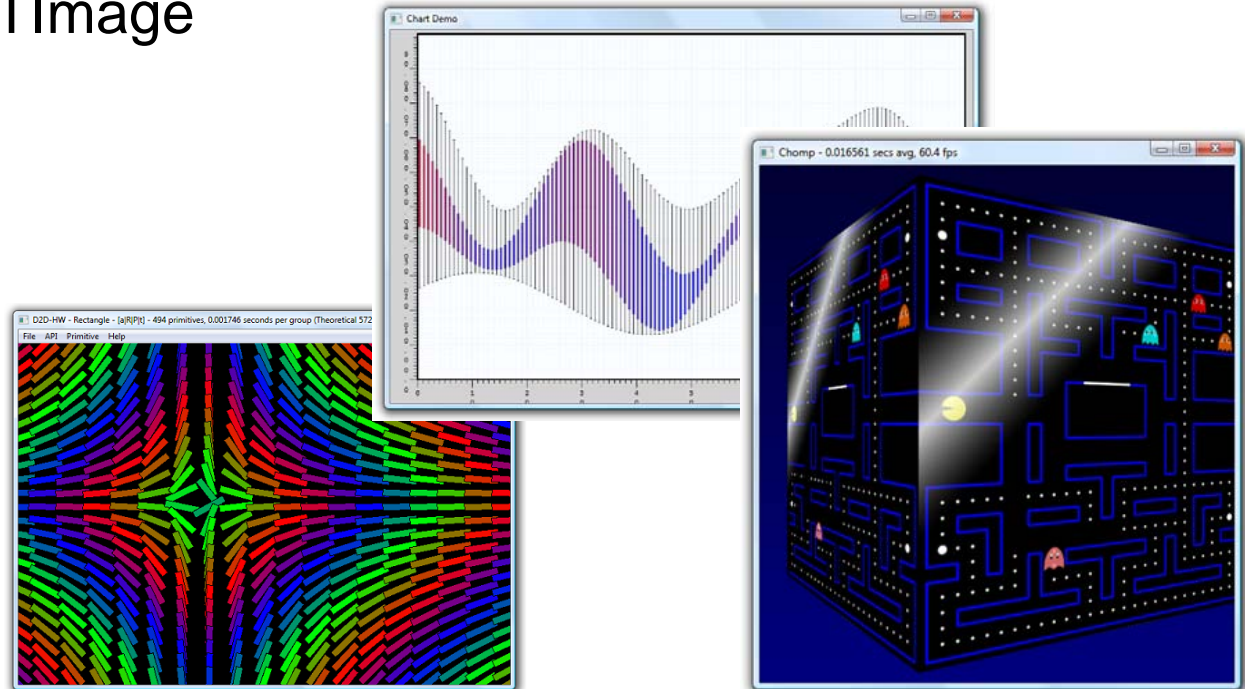 Image
Chart Demo
0 1 2 3 4 5
Chomp - 0.016561 secs avg, 60.4 fps
D2D-HW - Rectangle - [a|R|P|t] - 494 primitives, 0.001746 seconds per group (Theoretical 572
File API Primitive Help